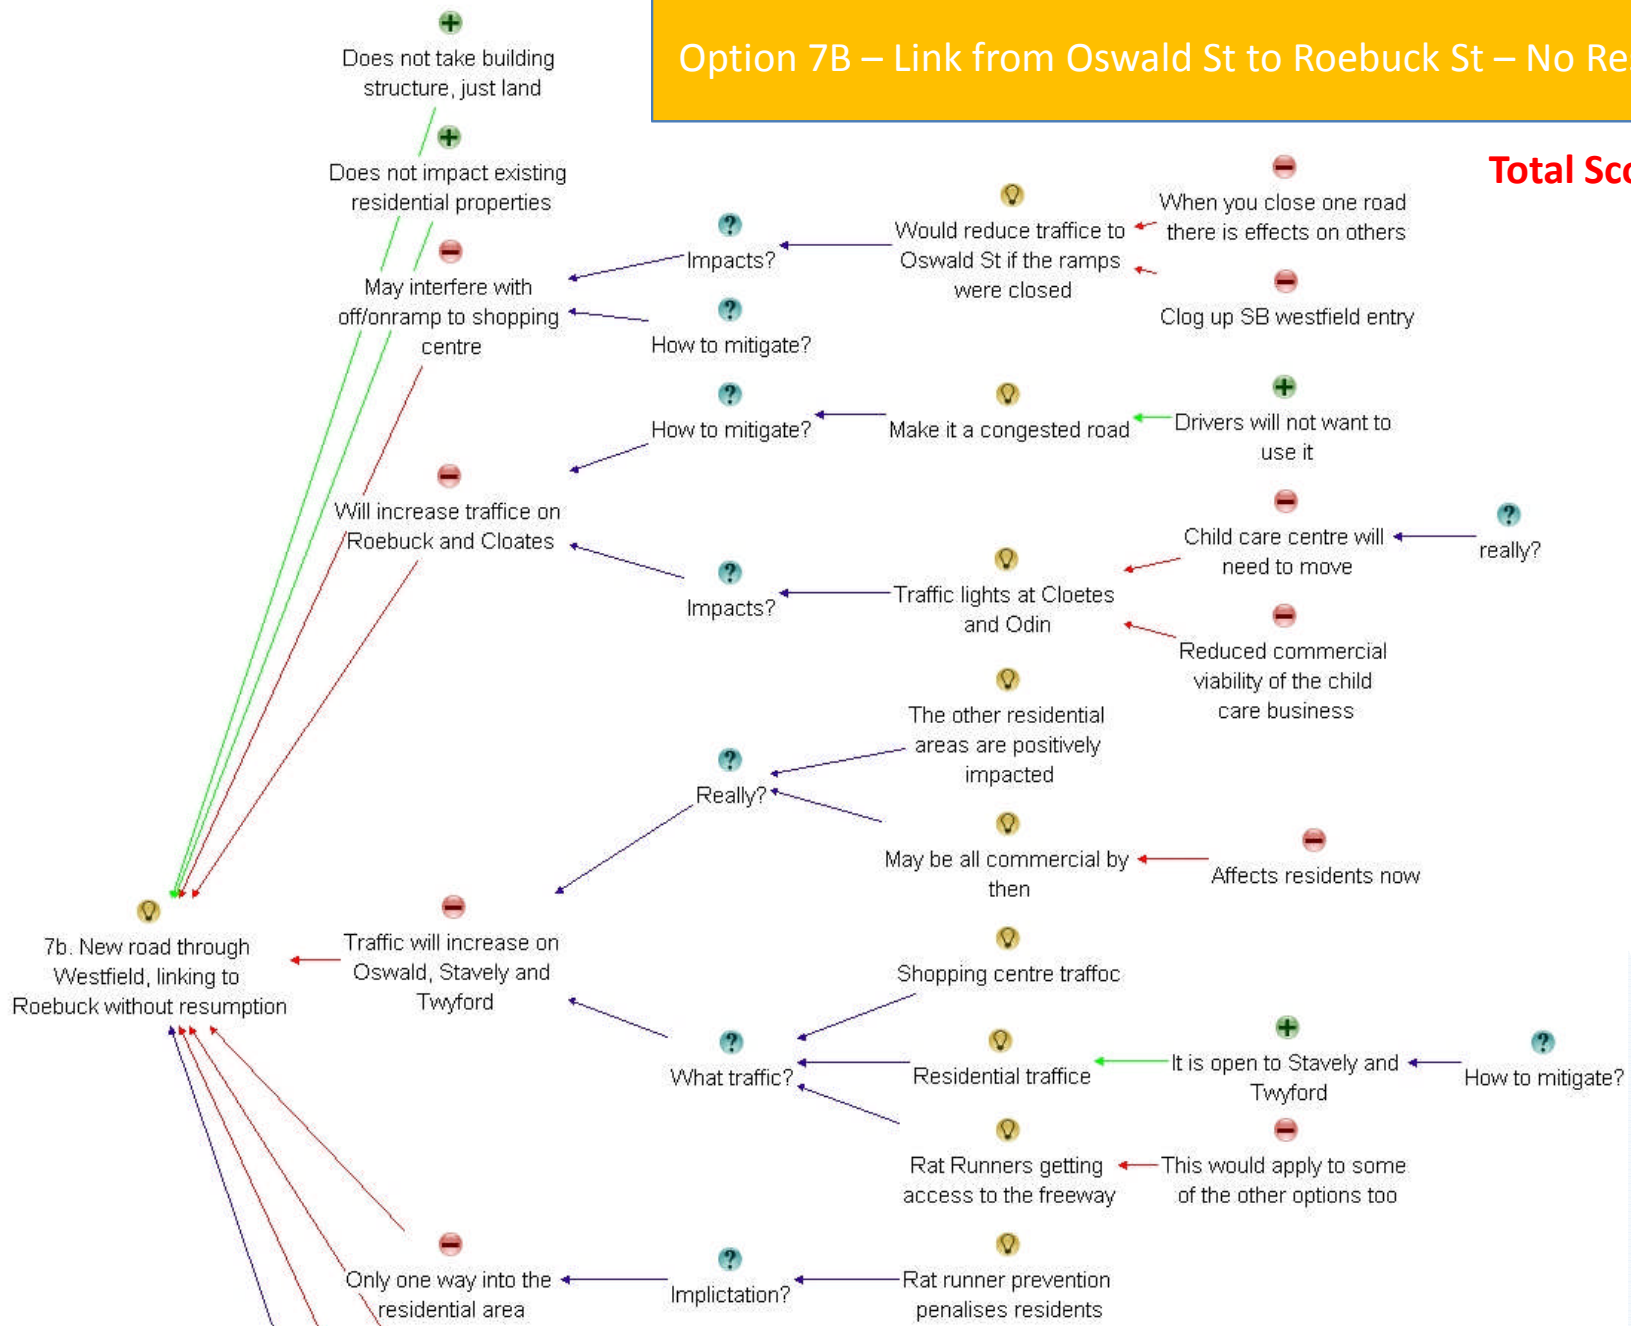 Option 7B – Link from Oswald St to Roebuck St – No Re
Total Sc
Does not take building
structure, just land
Does not impact existing
residential properties
May interfere with
off/onramp to shopping
centre
Impacts?
How to mitigate?
Would reduce traffice to
Oswald St if the ramps
were closed
When you close one road
there is effects on others
Clog up SB westfield entry
Will increase traffice on
Roebuck and Cloates
How to mitigate?
Make it a congested road
Drivers will not want to
use it
Impacts?
Traffic lights at Cloetes
and Odin
Child care centre will
need to move
really?
Reduced commercial
viability of the child
care business
7b. New road through
Westfield, linking to
Roebuck without resumption
Traffic will increase on
Oswald, Stavely and
Twyford
Really?
The other residential
areas are positively
impacted
May be all commercial by
then
Affects residents now
What traffic?
Shopping centre traffoc
Residential traffice
It is open to Stavely and
Twyford
How to mitigate?
Rat Runners getting
access to the freeway
This would apply to some
of the other options too
Only one way into the
residential area
Implictation?
Rat runner prevention
penalises residents